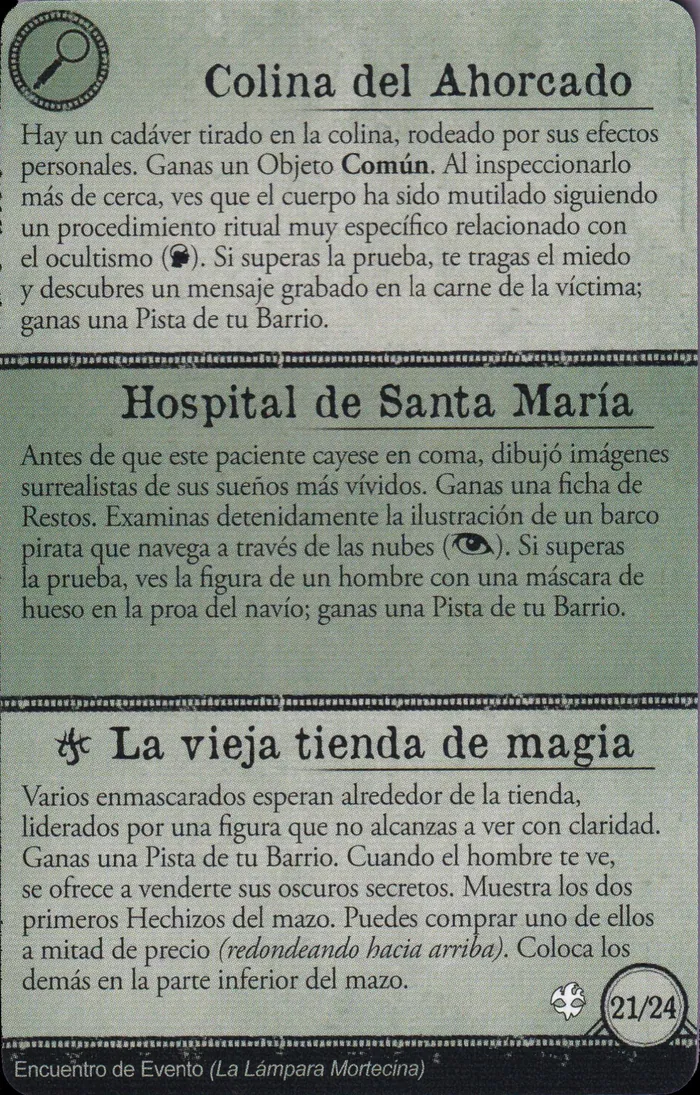 Colina del Ahorcado
Hay un cadáver tirado en la colina, rodeado por sus efectos
personales. Ganas un Objeto Común. Al inspeccionarlo
más de cerca, ves que el cuerpo ha sido mutilado siguiendo
un procedimiento ritual muy específico relacionado con
el ocultismo (). Si superas la prueba, te tragas el miedo
y descubres un mensaje grabado en la carne de la víctima;
ganas una Pista de tu Barrio.
Hospital de Santa María
Antes de que este paciente cayese en coma, dibujó imágenes
surrealistas de sus sueños más vívidos. Ganas una ficha de
Restos. Examinas detenidamente la ilustración de un barco
pirata que navega a través de las nubes (). Si superas
la prueba, ves la figura de un hombre con una máscara de
hueso en la proa del navío; ganas una Pista de tu Barrio.
La vieja tienda de magia
Varios enmascarados esperan alrededor de la tienda,
liderados por una figura que no alcanzas a ver con claridad.
Ganas una Pista de tu Barrio. Cuando el hombre te ve,
se ofrece a venderte sus oscuros secretos. Muestra los dos
primeros Hechizos del mazo. Puedes comprar uno de ellos
a mitad de precio (redondeando hacia arriba). Coloca los
demás en la parte inferior del mazo.
21/24
Encuentro de Evento (La Lámpara Mortecina)